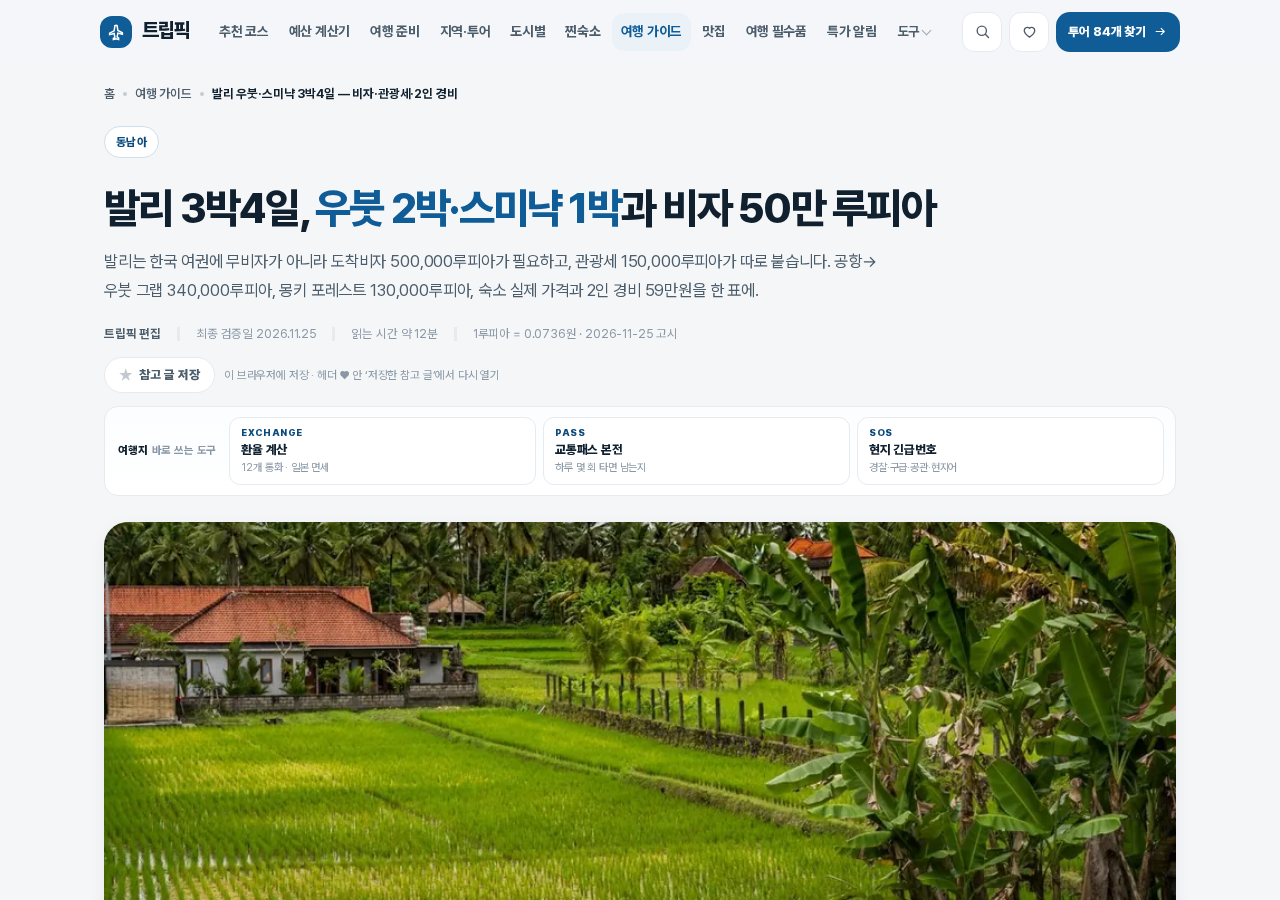 트립픽
추천 코스 예산 계산기 여행 준비 지역·투어 도시별 찐숙소 여행 가이드 맛집 여행 필수품 특가 알림 도구
투어 84개 찾기 →
홈 • 여행 가이드 • 발리 우붓·스미냑 3박4일 — 비자·관광세·2인 경비
동남아
발리 3박4일, 우붓 2박·스미냑 1박과 비자 50만 루피아
발리는 한국 여권에 무비자가 아니라 도착비자 500,000루피아가 필요하고, 관광세 150,000루피아가 따로 붙습니다. 공항→
우붓 그랩 340,000루피아, 몽키 포레스트 130,000루피아, 숙소 실제 가격과 2인 경비 59만원을 한 표에.
트립픽 편집 최종 검증일 2026.11.25 읽는 시간 약 12분 1루피아 = 0.0736원 · 2026-11-25 고시
★ 참고 글 저장 이 브라우저에 저장 · 헤더 ♥ 안 '저장한 참고 글'에서 다시 열기
여행지 바로 쓰는 도구
EXCHANGE
환율 계산
12개 통화 · 일본 면세
PASS
교통패스 본전
하루 몇 회 타면 남는지
SOS
현지 긴급번호
경찰·구급·공관·현지어